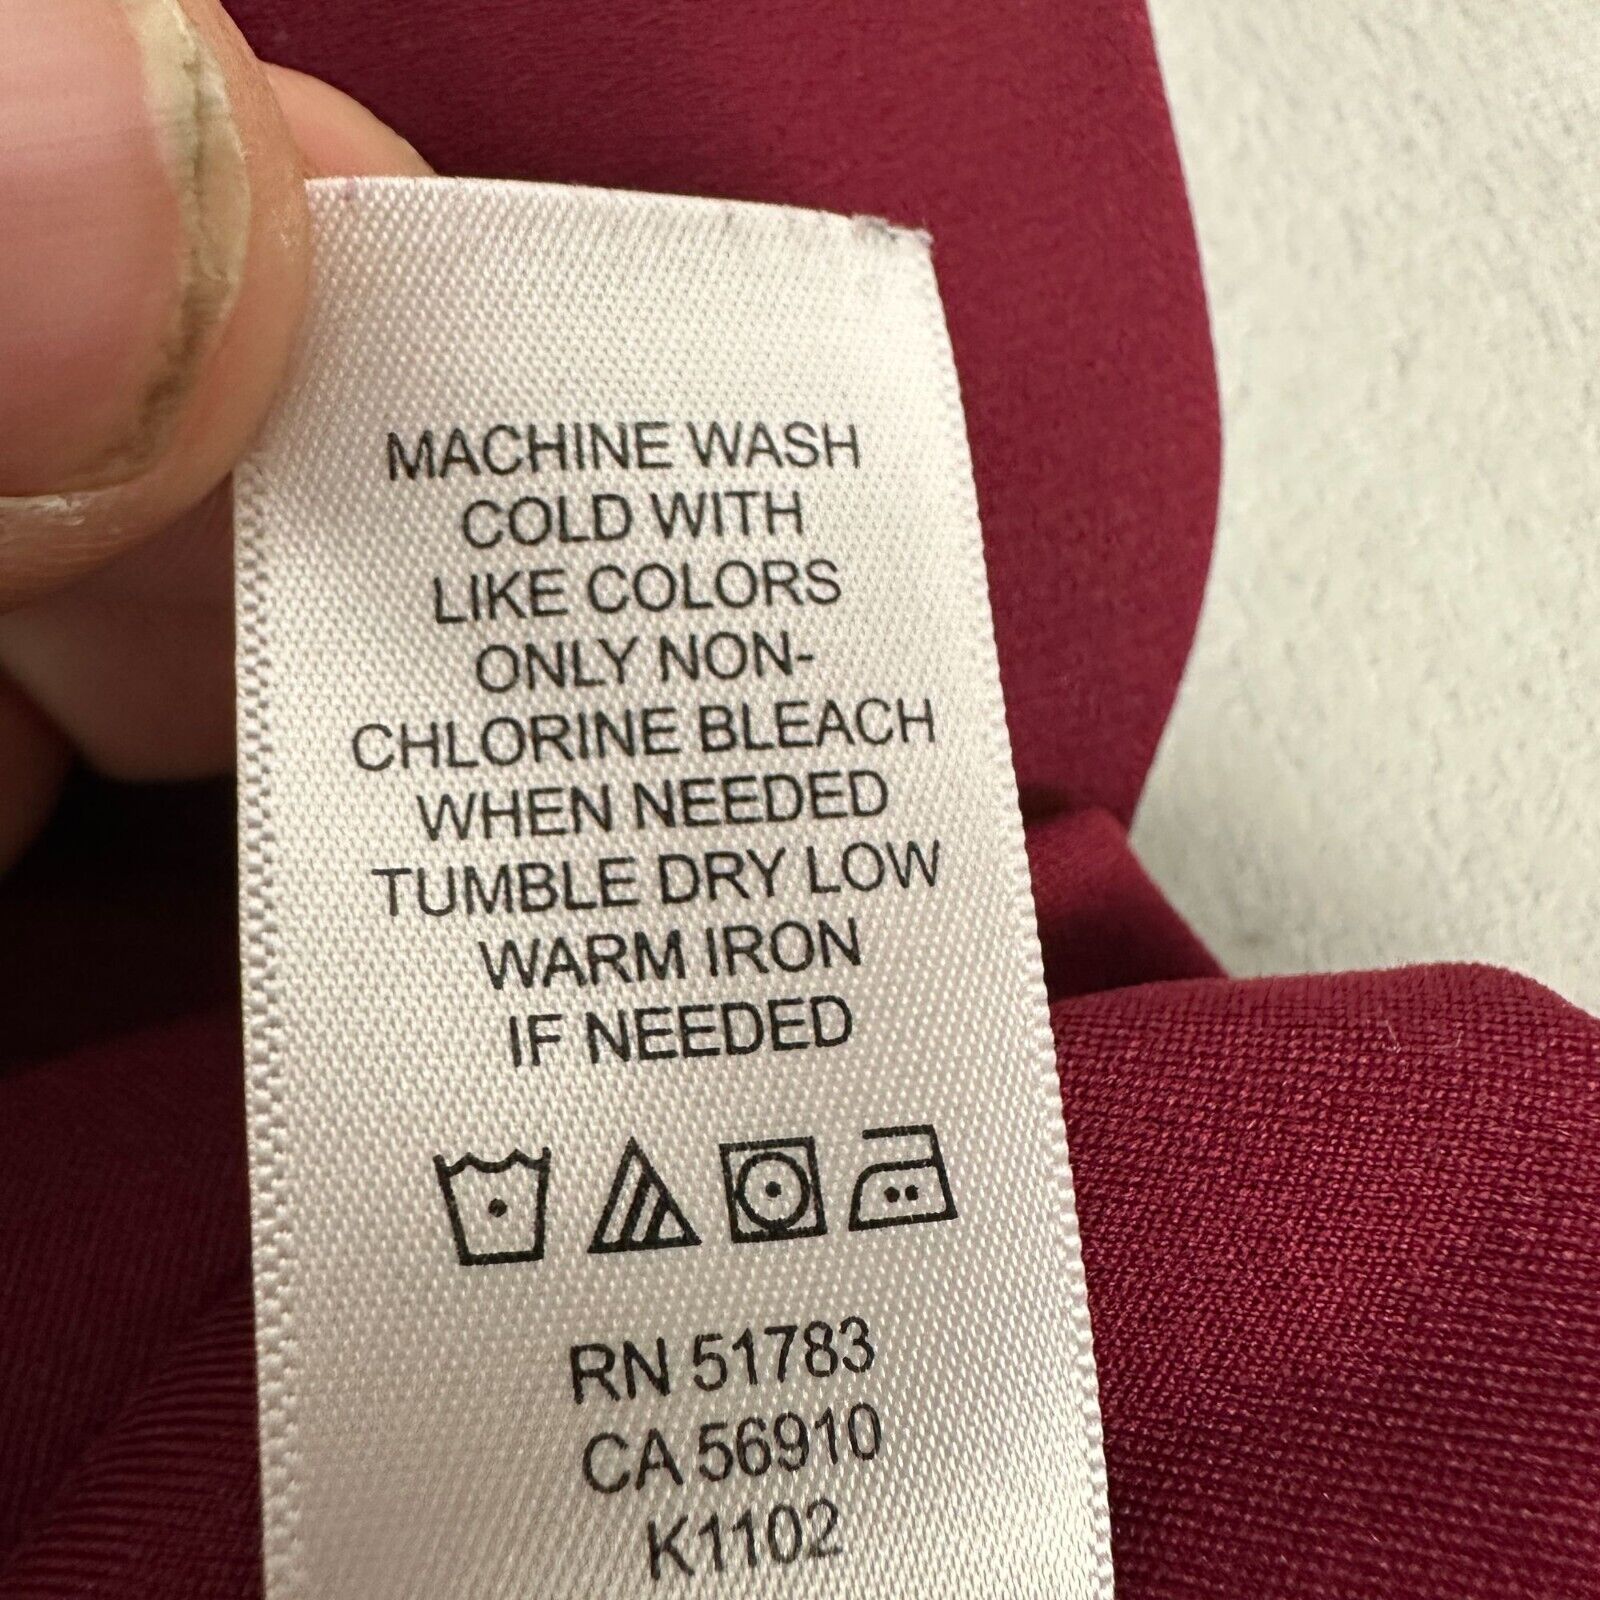 MACHINE WASH
COLD WITH
LIKE COLORS
ONLY NON-
CHLORINE BLEACH
WHEN NEEDED
TUMBLE DRY LOW
WARM IRON
IF NEEDED
RN 51783
CA 56910
K1102